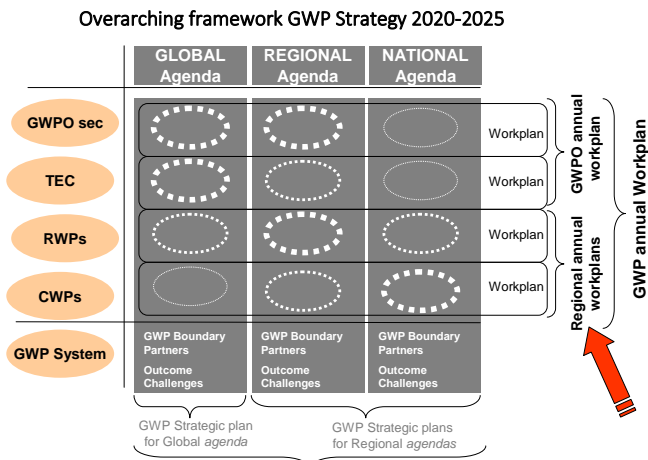 Overarching framework GWP Strategy 2020-2025
GLOBAL
Agenda
REGIONAL
Agenda
NATIONAL
Agenda
GWPO sec
Workplan
TEC
Workplan
RWPs
Workplan
CWPs
Workplan
GWPO annual
workplan
Regional annual
workplans
GWP annual Workplan
GWP System
GWP Boundary
Partners
Outcome
Challenges
GWP Boundary
Partners
Outcome
Challenges
GWP Boundary
Partners
Outcome
Challenges
GWP Strategic plan
for Global agenda
GWP Strategic plans
for Regional agendas